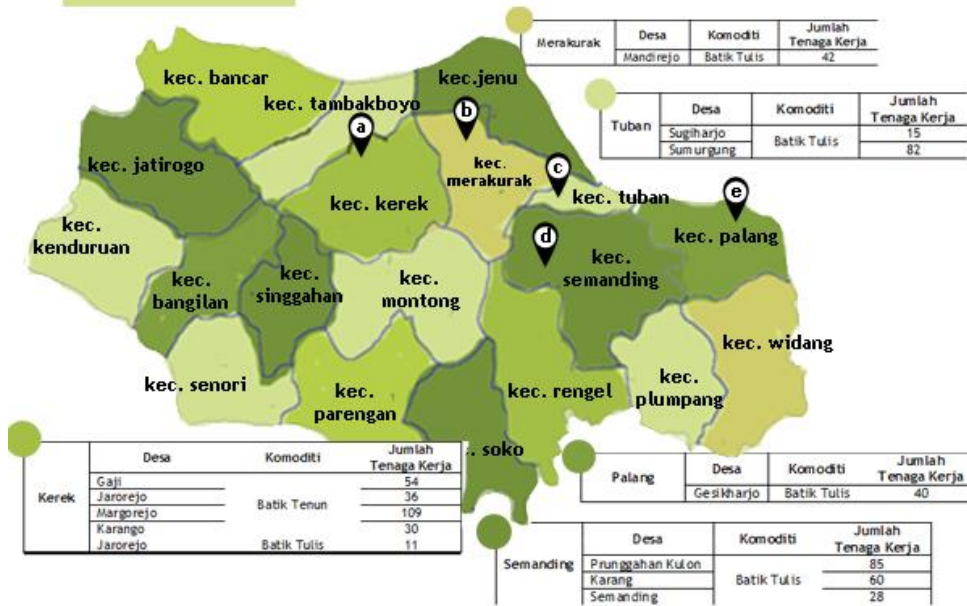 Merakurak
Desa Komoditi Jumlah
Tenaga Kerja
Mandirejo Batik Tulis 42
Tuban
Desa Komoditi Jumlah
Tenaga Kerja
Sugiharjo Batik Tulis 15
Sumurgung 82
kec. bancar
kec.jenu
kec. tambakboyo
a
b
kec. jatirogo
kec.
merakurak
c
kec. tuban
e
kec. kerek
kec.
kenduruan
d
kec. palang
kec.
semanding
kec.
bangilan
kec.
singgahan
kec.
montong
kec. widang
kec. senori
kec.
parengan
kec. rengel
kec.
plumpang
. soko
Kerek
Desa Komoditi Jumlah
Tenaga Kerja
Gaji Batik Tenun 54
Jarorejo 36
Margorejo 109
Karango 30
Jarorejo Batik Tulis 11
Palang
Desa Komoditi Jumlah
Tenaga Kerja
Gesikharjo Batik Tulis 40
Semanding
Desa Komoditi Jumlah
Tenaga Kerja
Prunggahan Kulon Batik Tulis 85
Karang 60
Semanding 28